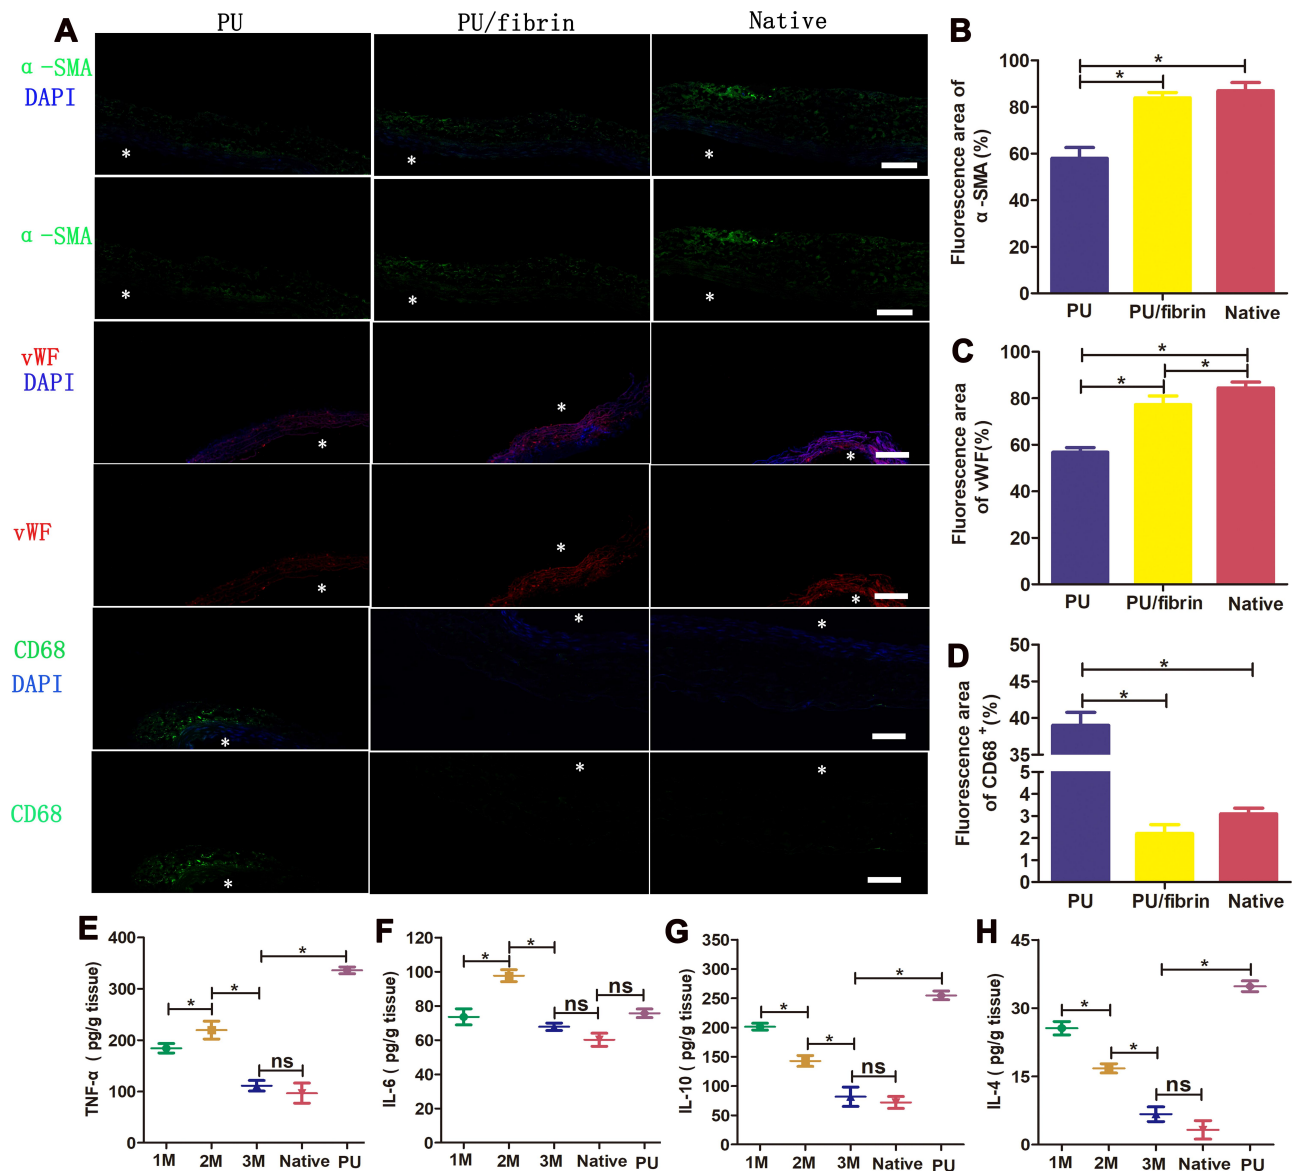 A
PU
PU/fibrin
Native
α-SMA
DAPI
*
*
*
α-SMA
*
*
*
vWF
DAPI
*
*
*
vWF
*
*
*
CD68
DAPI
*
*
*
CD68
*
*
*
B
Fluorescence area of
α-SMA (%)
100
80
60
40
20
0
*
*
PU
PU/fibrin
Native
C
Fluorescence area
of vWF(%)
100
80
60
40
20
0
*
*
*
PU
PU/fibrin
Native
D
Fluorescence area
of CD68 +(%)
50
45
40
35
5
4
3
2
1
0
*
*
PU
PU/fibrin
Native
E
TNF-α ( pg/g tissue)
400
300
200
100
0
*
*
*
ns
1M
2M
3M
Native
PU
F
IL-6 ( pg/g tissue)
120
100
80
60
40
20
0
*
*
ns
ns
1M
2M
3M
Native
PU
G
IL-10 ( pg/g tissue)
350
300
250
200
150
100
50
0
*
*
*
ns
1M
2M
3M
Native
PU
H
IL-4 ( pg/g tissue)
45
30
15
0
*
*
*
ns
1M
2M
3M
Native
PU